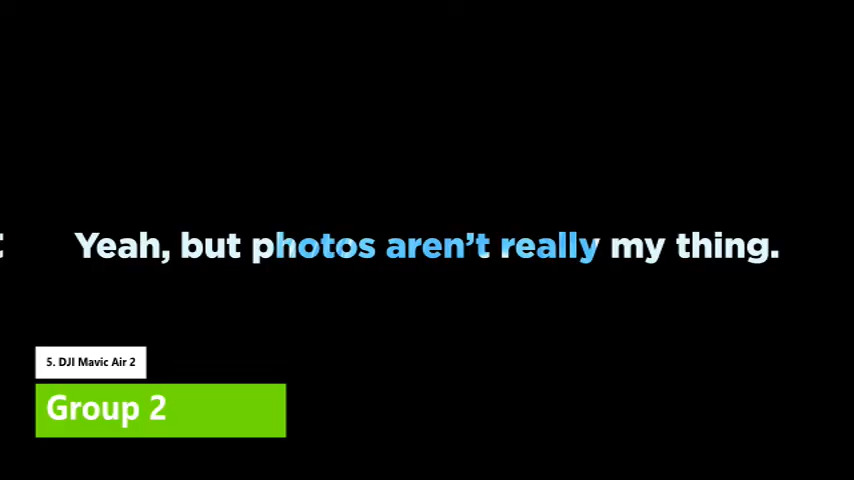 Yeah, but photos aren't really my thing.
5. DJI Mavic Air 2
Group 2